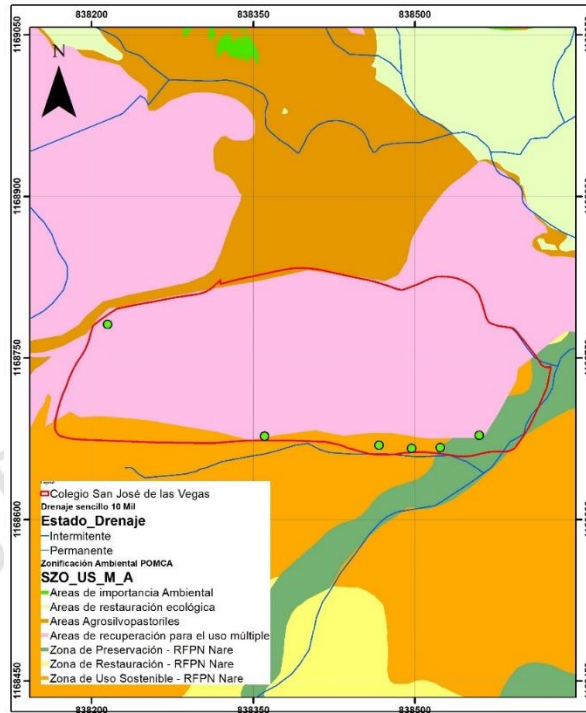 838200 838350 838500
1169050
N
1168900
1168750
1168600
1168450
Legend
Colegio San José de las Vegas
Drenaje sencillo 10 Mil
Estado_Drenaje
Intermitente
Permanente
Zonificación Ambiental POMCA
SZO_US_M_A
Areas de importancia Ambiental
Areas de restauración ecológica
Areas Agrosilvopastoriles
Areas de recuperación para el uso múltiple
Zona de Preservación - RFPN Nare
Zona de Restauración - RFPN Nare
Zona de Uso Sostenible - RFPN Nare
838200 838350 838500